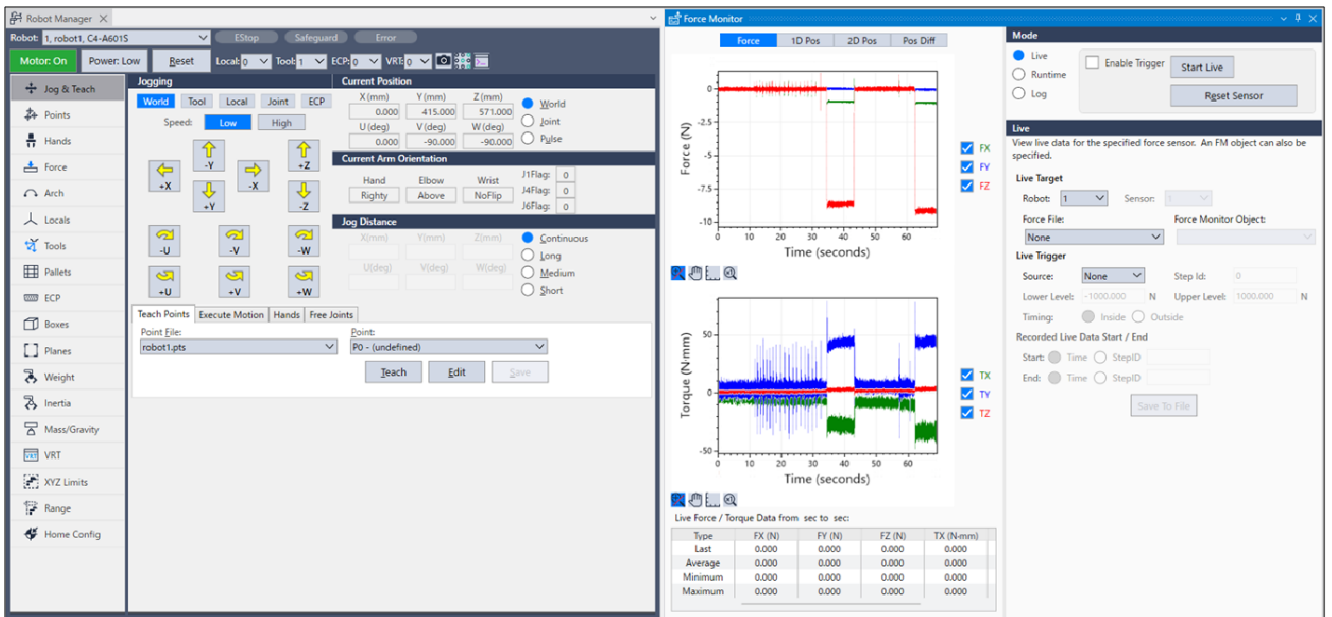 Robot Manager
Robot: 1, robot1, C4-A601S
EStop Safeguard Error
Motor: On Power: Low Reset Local: 0 Tool: 1 ECP: 0 VRT: 0
Jog & Teach
Points
Hands
Force
Arch
Locals
Tools
Pallets
ECP
Boxes
Planes
Weight
Inertia
Mass/Gravity
VRT
XYZ Limits
Range
Home Config
Jogging
World Tool Local Joint ECP
Speed: Low High
-Y +Z
+X -X
+Y -Z
-U -V -W
+U +V +W
Current Position
X (mm) Y (mm) Z (mm)
0.000 -415.000 571.000
U (deg) V (deg) W (deg)
0.000 -90.000 -90.000
World
Joint
Pulse
Current Arm Orientation
Hand Elbow Wrist
Righty Above NoFlip
J1Flag: 0
J4Flag: 0
J6Flag: 0
Jog Distance
X(mm) Y(mm) Z(mm)
U(deg) V(deg) W(deg)
Continuous
Long
Medium
Short
Teach Points Execute Motion Hands Free Joints
Point File: Point:
robot1.pts P0 - (undefined)
Teach Edit Save
Force Monitor
Force 1D Pos 2D Pos Pos Diff
Force (N)
0
-2.5
-5
-7.5
-10
0 10 20 30 40 50 60
Time (seconds)
FX
FY
FZ
Torque (N·mm)
50
0
-50
0 10 20 30 40 50 60
Time (seconds)
TX
TY
TZ
Live Force / Torque Data from sec to sec:
Type FX (N) FY (N) FZ (N) TX (N·mm)
Last 0.000 0.000 0.000 0.000
Average 0.000 0.000 0.000 0.000
Minimum 0.000 0.000 0.000 0.000
Maximum 0.000 0.000 0.000 0.000
Mode
Live
Runtime
Log
Enable Trigger Start Live
Reset Sensor
Live
View live data for the specified force sensor. An FM object can also be
specified.
Live Target
Robot: 1 Sensor: 1
Force File: Force Monitor Object:
None
Live Trigger
Source: None Step Id: 0
Lower Level: -1000.000 N Upper Level: 1000.000 N
Timing: Inside Outside
Recorded Live Data Start / End
Start: Time StepID
End: Time StepID
Save To File